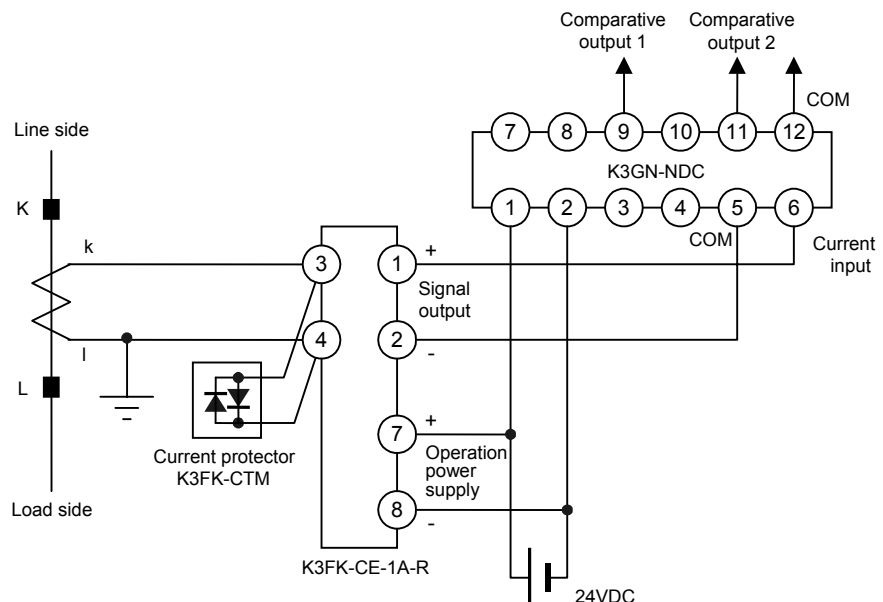 Comparative
output 1
Comparative
output 2
COM
7 8 9 10 11 12
K3GN-NDC
1 2 3 4 5 6
COM
Current
input
Line side
K
k
l
L
Load side
3
4
1
+
Signal
output
2
-
7
+
Operation
power
supply
8
-
Current protector
K3FK-CTM
K3FK-CE-1A-R
24VDC